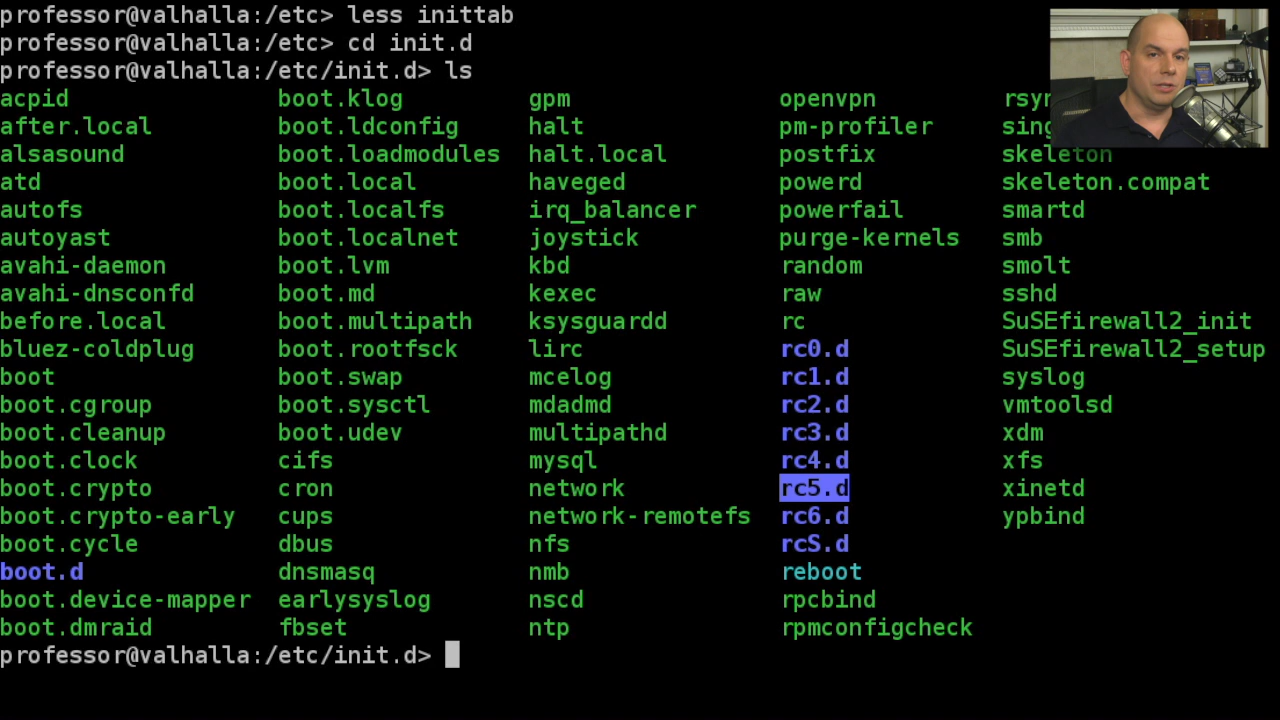 professor@valhalla:/etc> less inittab
professor@valhalla:/etc> cd init.d
professor@valhalla:/etc/init.d> ls
acpid boot.klog gpm openvpn
after.local boot.ldconfig halt pm-profiler
alsasound boot.loadmodules halt.local postfix skeleton
atd boot.local haveged powerd skeleton.compat
autofs boot.localfs irq_balancer powerfail smartd
autoyast boot.localnet joystick purge-kernels smb
avahi-daemon boot.lvm kbd random smolt
avahi-dnsconfd boot.md kexec raw sshd
before.local boot.multipath ksysguardd rc SuSEfirewall2_init
bluez-coldplug boot.rootfsck lirc rc0.d SuSEfirewall2_setup
boot boot.swap mcelog rc1.d syslog
boot.cgroup boot.sysctl mdadmd rc2.d vmtoolsd
boot.cleanup boot.udev multipathd rc3.d xdm
boot.clock cifs mysql rc4.d xfs
boot.crypto cron network rc5.d xinetd
boot.crypto-early cups network-remotefs rc6.d ypbind
boot.cycle dbus nfs rcS.d
boot.d dnsmasq nmb reboot
boot.device-mapper earlysyslog nscd rpcbind
boot.dmraid fbset ntp rpmconfigcheck
professor@valhalla:/etc/init.d>